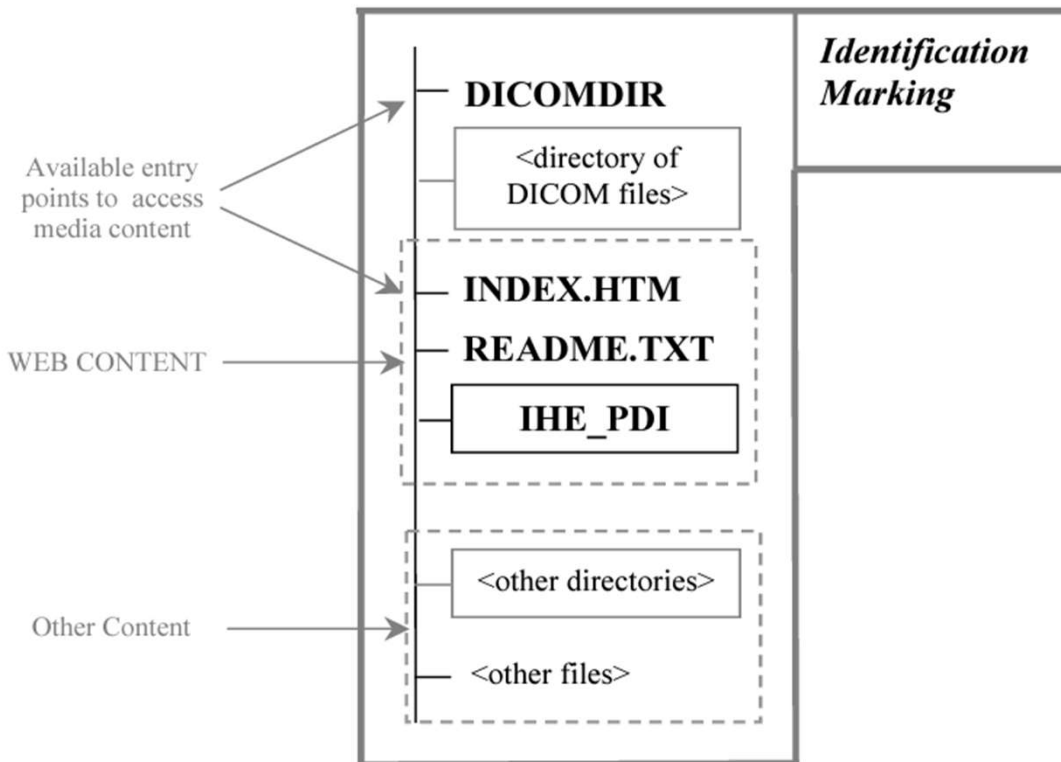 Identification
Marking
DICOMDIR
<directory of
DICOM files>
Available entry
points to access
media content
INDEX.HTM
README.TXT
WEB CONTENT
IHE_PDI
<other directories>
Other Content
<other files>